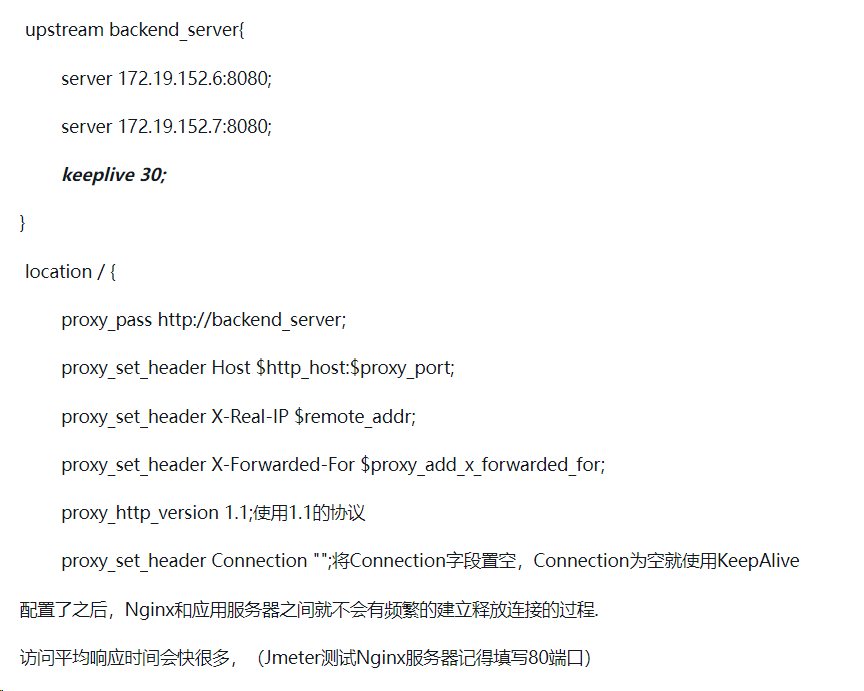 upstream backend_server{
server 172.19.152.6:8080;
server 172.19.152.7:8080;
keeplive 30;
}
location / {
proxy_pass http://backend_server;
proxy_set_header Host $http_host:$proxy_port;
proxy_set_header X-Real-IP $remote_addr;
proxy_set_header X-Forwarded-For $proxy_add_x_forwarded_for;
proxy_http_version 1.1;使用1.1的协议
proxy_set_header Connection "";将Connection字段置空，Connection为空就使用KeepAlive
配置了之后，Nginx和应用服务器之间就不会有频繁的建立释放连接的过程.
访问平均响应时间会快很多，（Jmeter测试Nginx服务器记得填写80端口）